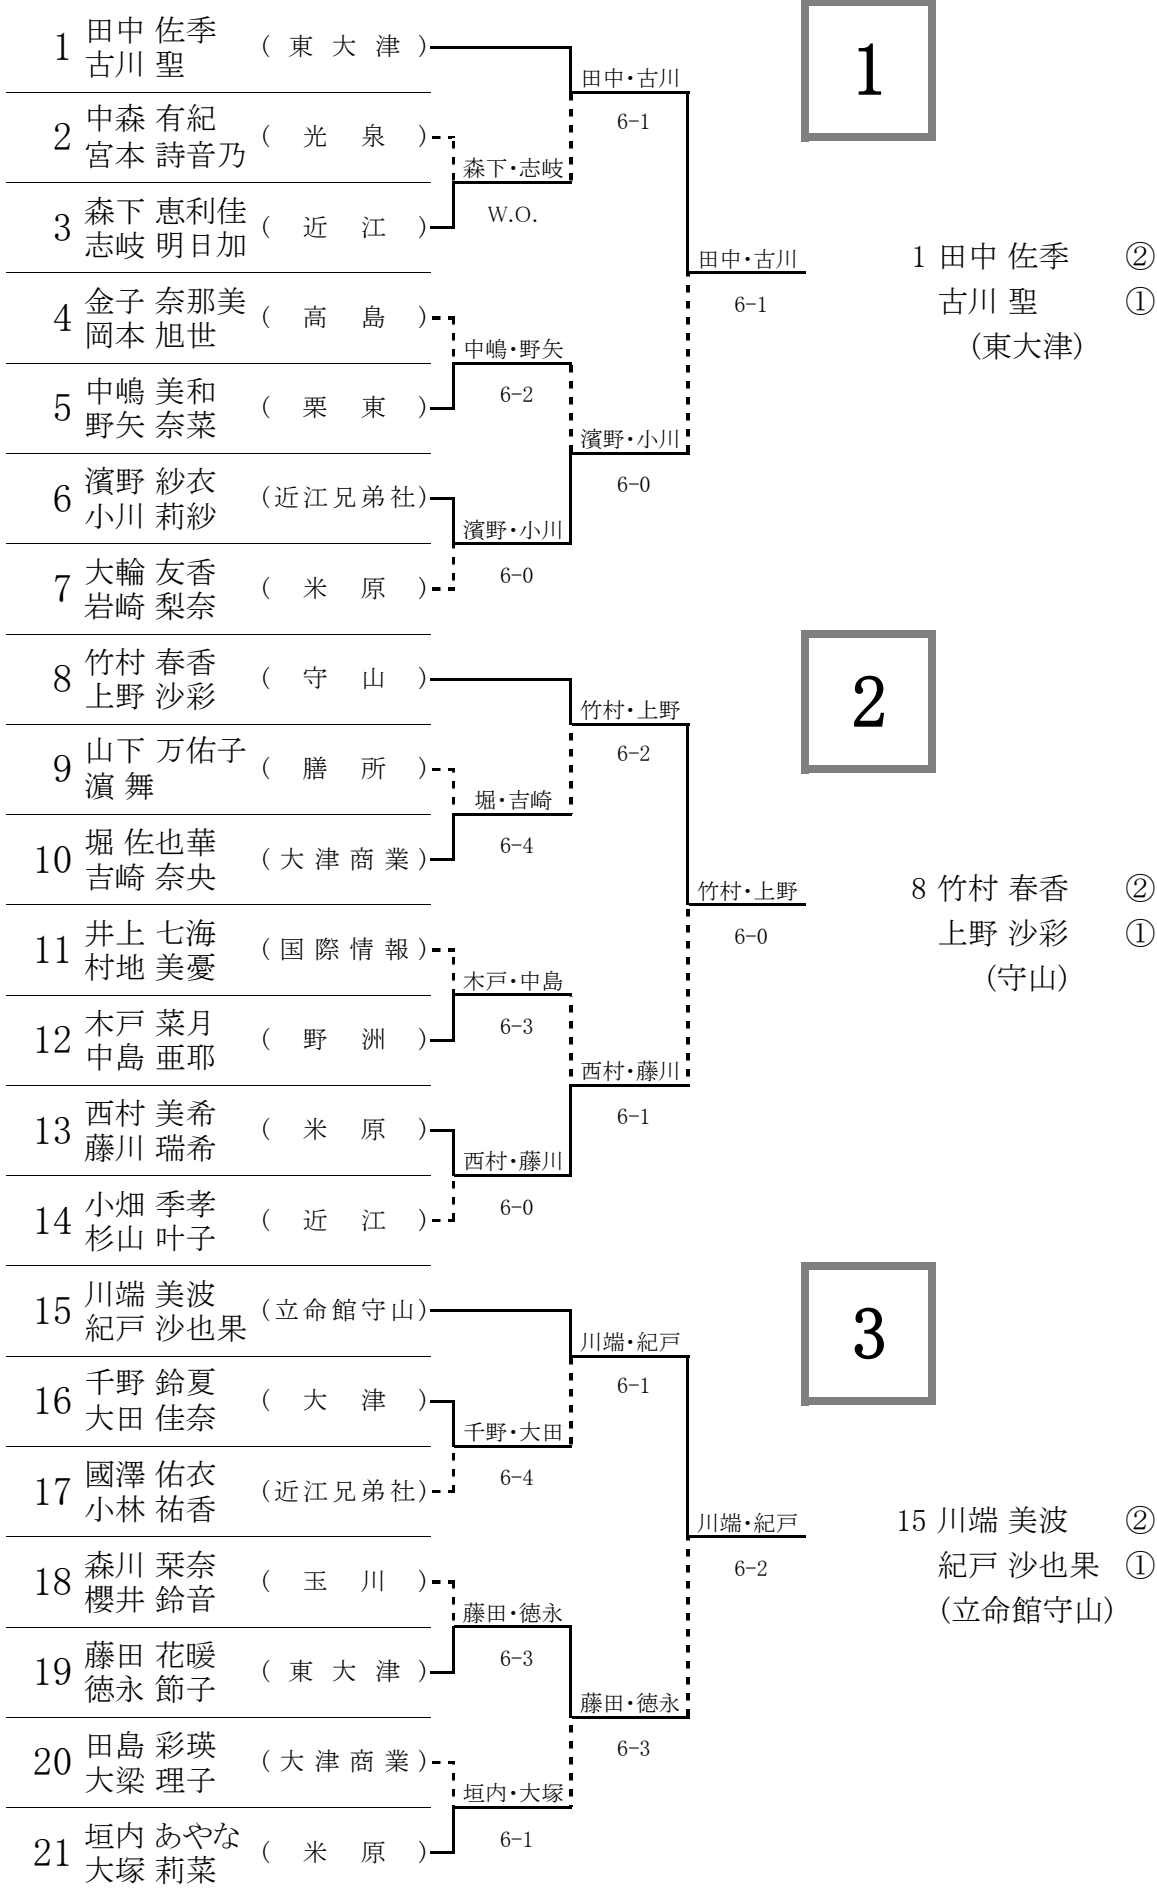 1 田中 佐季 (東大津)
古川 聖
2 中森 有紀 (光泉)
宮本 詩音乃
3 森下 恵利佳 (近江)
志岐 明日加
4 金子 奈那美 (高島)
岡本 旭世
5 中嶋 美和 (栗東)
野矢 奈菜
6 濱野 紗衣 (近江兄弟社)
小川 莉紗
7 大輪 友香 (米原)
岩崎 梨奈
田中・古川
6-1
森下・志岐
W.O.
中嶋・野矢
6-2
濱野・小川
6-0
濱野・小川
6-0
田中・古川
6-1
1
1 田中 佐季 ②
古川 聖 ①
(東大津)
8 竹村 春香 (守山)
上野 沙彩
9 山下 万佑子 (膳所)
濵 舞
10 堀 佐也華 (大津商業)
吉崎 奈央
11 井上 七海 (国際情報)
村地 美憂
12 木戸 菜月 (野洲)
中島 亜耶
13 西村 美希 (米原)
藤川 瑞希
14 小畑 季孝 (近江)
杉山 叶子
竹村・上野
6-2
堀・吉崎
6-4
木戸・中島
6-3
西村・藤川
6-1
西村・藤川
6-0
竹村・上野
6-0
2
8 竹村 春香 ②
上野 沙彩 ①
(守山)
15 川端 美波 (立命館守山)
紀戸 沙也果
16 千野 鈴夏 (大津)
大田 佳奈
17 國澤 佑衣 (近江兄弟社)
小林 祐香
18 森川 栞奈 (玉川)
櫻井 鈴音
19 藤田 花暖 (東大津)
徳永 節子
20 田島 彩瑛 (大津商業)
大梁 理子
21 垣内 あやな (米原)
大塚 莉菜
川端・紀戸
6-1
千野・大田
6-4
藤田・徳永
6-3
藤田・徳永
6-3
垣内・大塚
6-1
川端・紀戸
6-2
3
15 川端 美波 ②
紀戸 沙也果 ①
(立命館守山)